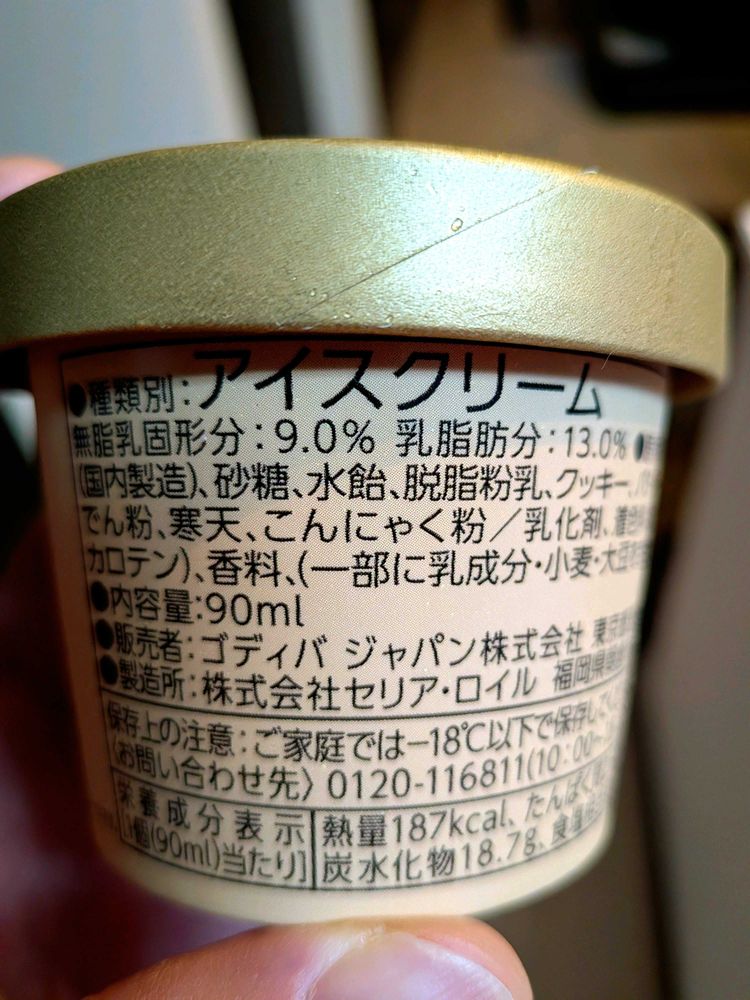 ●種類別:アイスクリーム
無脂乳固形分:9.0% 乳脂肪分:13.0% ●
(国内製造)、砂糖、水飴、脱脂粉乳、クッキー、
でん粉、寒天、こんにゃく粉/乳化剤、着色
カロテン)、香料、(一部に乳成分・小麦・大豆
●内容量:90ml
●販売者:ゴディバ ジャパン株式会社 東京
●製造所:株式会社セリア・ロイル 福岡県
保存上の注意:ご家庭では-18℃以下で保存して
〈お問い合わせ先〉0120-116811(10:00~
栄養成分表示
[1個(90ml)当たり]
熱量187kcal、たんぱく
炭水化物18.7g、食塩